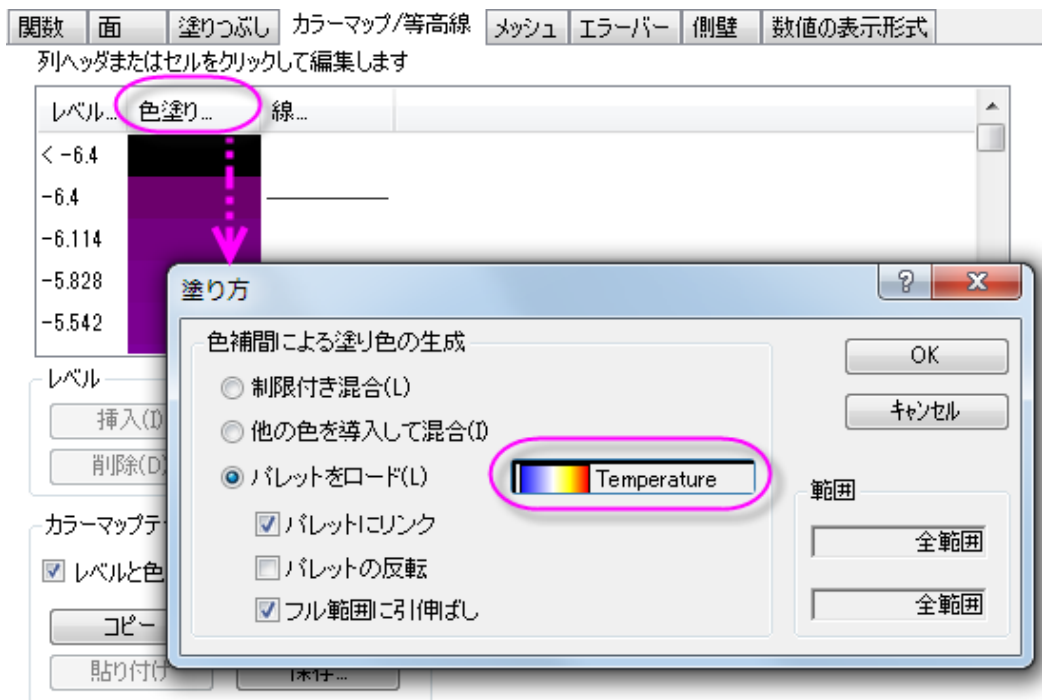 関数 面 塗りつぶし カラーマップ/等高線 メッシュ エラーバー 側壁 数値の表示形式
列ヘッダまたはセルをクリックして編集します
レベル... 色塗り... 線...
< -6.4
-6.4
-6.114
-5.828
-5.542
レベル
挿入(I)
削除(D)
カラーマップテ
レベルと色
コピー
貼り付け
保存...
塗り方
色補間による塗り色の生成
制限付き混合(L)
他の色を導入して混合(I)
パレットをロード(L) Temperature
パレットにリンク
パレットの反転
フル範囲に引伸ばし
OK
キャンセル
範囲
全範囲
全範囲